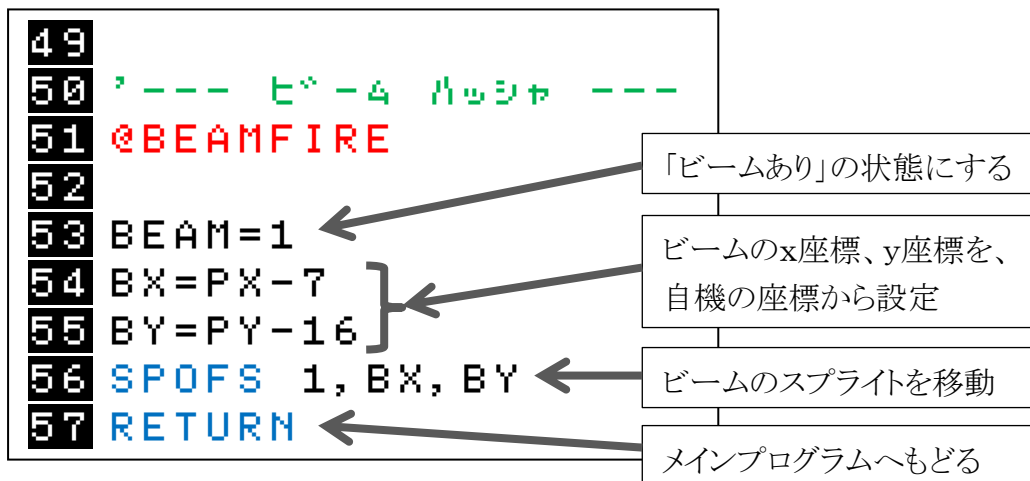 49
50 '--- ビーム ハッシャ ---
51 @BEAMFIRE
52
53 BEAM=1
54 BX=PX-7
55 BY=PY-16
56 SPOFS 1,BX,BY
57 RETURN
「ビームあり」の状態にする
ビームのx座標、y座標を、
自機の座標から設定
ビームのスプライトを移動
メインプログラムへもどる